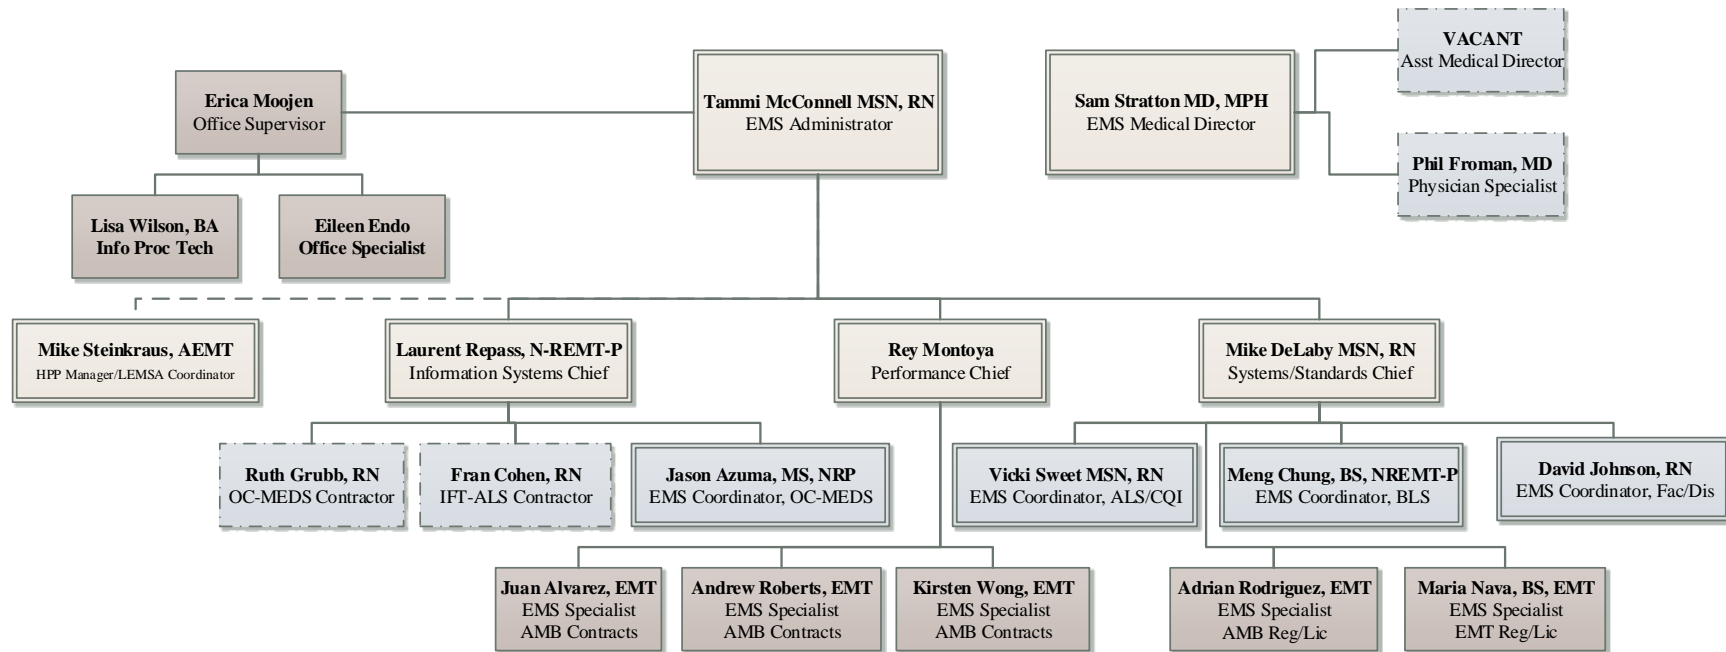 VACANT
Asst Medical Director
Erica Moojen
Office Supervisor
Tammi McConnell MSN, RN
EMS Administrator
Sam Stratton MD, MPH
EMS Medical Director
Phil Froman, MD
Physician Specialist
Lisa Wilson, BA
Info Proc Tech
Eileen Endo
Office Specialist
Mike Steinkraus, AEMT
HPP Manager/LEMSA Coordinator
Laurent Repass, N-REMT-P
Information Systems Chief
Rey Montoya
Performance Chief
Mike DeLaby MSN, RN
Systems/Standards Chief
Ruth Grubb, RN
OC-MEDS Contractor
Fran Cohen, RN
IFT-ALS Contractor
Jason Azuma, MS, NRP
EMS Coordinator, OC-MEDS
Vicki Sweet MSN, RN
EMS Coordinator, ALS/CQI
Meng Chung, BS, NREMT-P
EMS Coordinator, BLS
David Johnson, RN
EMS Coordinator, Fac/Dis
Juan Alvarez, EMT
EMS Specialist
AMB Contracts
Andrew Roberts, EMT
EMS Specialist
AMB Contracts
Kirsten Wong, EMT
EMS Specialist
AMB Contracts
Adrian Rodriguez, EMT
EMS Specialist
AMB Reg/Lic
Maria Nava, BS, EMT
EMS Specialist
EMT Reg/Lic